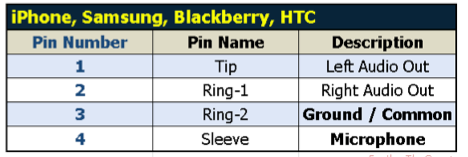 iPhone, Samsung, Blackberry, HTC
Pin Number Pin Name Description
1 Tip Left Audio Out
2 Ring-1 Right Audio Out
3 Ring-2 Ground / Common
4 Sleeve Microphone